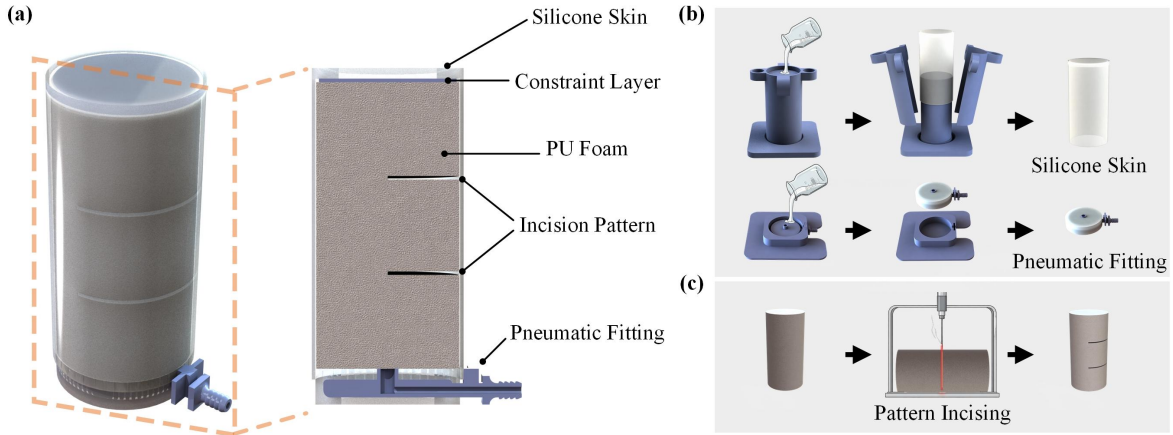 (a)
Silicone Skin
Constraint Layer
PU Foam
Incision Pattern
Pneumatic Fitting
(b)
Silicone Skin
Pneumatic Fitting
(c)
Pattern Incising